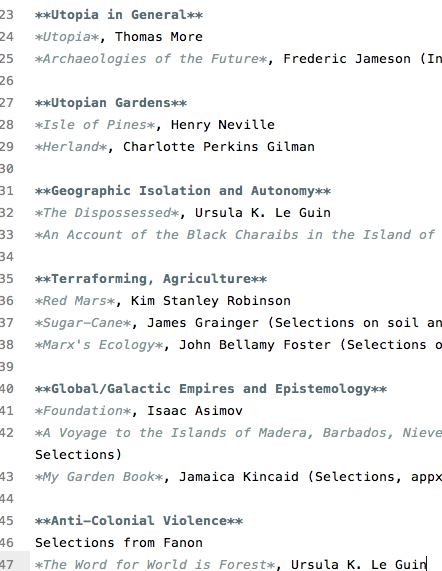 23 **Utopia in General**
24 *Utopia*, Thomas More
25 *Archaeologies of the Future*, Frederic Jameson (In
26
27 **Utopian Gardens**
28 *Isle of Pines*, Henry Neville
29 *Herland*, Charlotte Perkins Gilman
30
31 **Geographic Isolation and Autonomy**
32 *The Dispossessed*, Ursula K. Le Guin
33 *An Account of the Black Charaibs in the Island of
34
35 **Terraforming, Agriculture**
36 *Red Mars*, Kim Stanley Robinson
37 *Sugar-Cane*, James Grainger (Selections on soil an
38 *Marx's Ecology*, John Bellamy Foster (Selections o
39
40 **Global/Galactic Empires and Epistemology**
41 *Foundation*, Isaac Asimov
42 *A Voyage to the Islands of Madera, Barbados, Nieve
Selections)
43 *My Garden Book*, Jamaica Kincaid (Selections, appx
44
45 **Anti-Colonial Violence**
46 Selections from Fanon
47 *The Word for World is Forest*, Ursula K. Le Guin